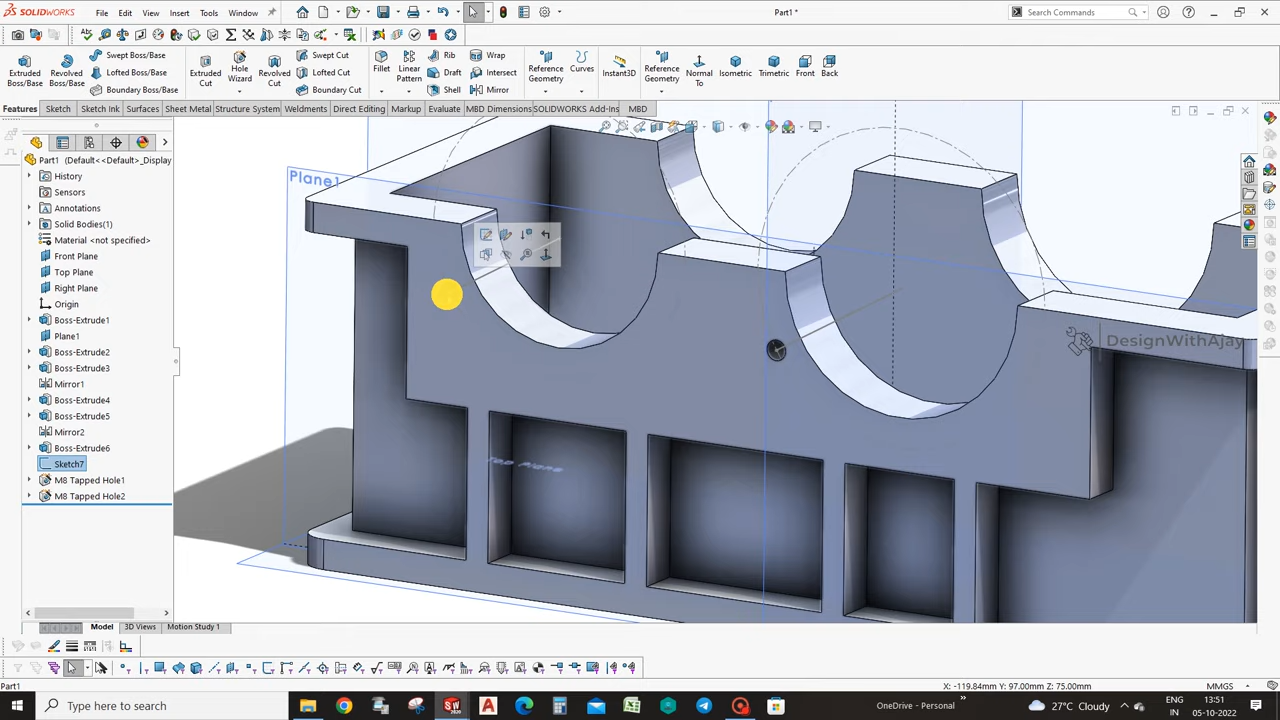 SOLIDWORKS File Edit View Insert Tools Window Part1 * Search Commands
Extruded Boss/Base
Revolved Boss/Base
Swept Boss/Base
Lofted Boss/Base
Boundary Boss/Base
Extruded Cut
Hole Wizard
Revolved Cut
Swept Cut
Lofted Cut
Boundary Cut
Fillet
Linear Pattern
Rib
Draft
Shell
Wrap
Intersect
Mirror
Reference Geometry
Curves
Instant3D
Reference Geometry
Normal To
Isometric
Trimetric
Front
Back
Features Sketch Sketch Ink Surfaces Sheet Metal Structure System Weldments Direct Editing Markup Evaluate MBD Dimensions SOLIDWORKS Add-Ins MBD
Part1 (Default<<Default>_Display
History
Sensors
Annotations
Solid Bodies(1)
Material <not specified>
Front Plane
Top Plane
Right Plane
Origin
Boss-Extrude1
Plane1
Boss-Extrude2
Boss-Extrude3
Mirror1
Boss-Extrude4
Boss-Extrude5
Mirror2
Boss-Extrude6
Sketch7
M8 Tapped Hole1
M8 Tapped Hole2
Plane1
Top Plane
DesignWithAjay
Model 3D Views Motion Study 1
Part1 X: -119.84mm Y: 97.00mm Z: 75.00mm MMGS
Type here to search
OneDrive - Personal
27°C Cloudy
ENG
IN
13:51
05-10-2022